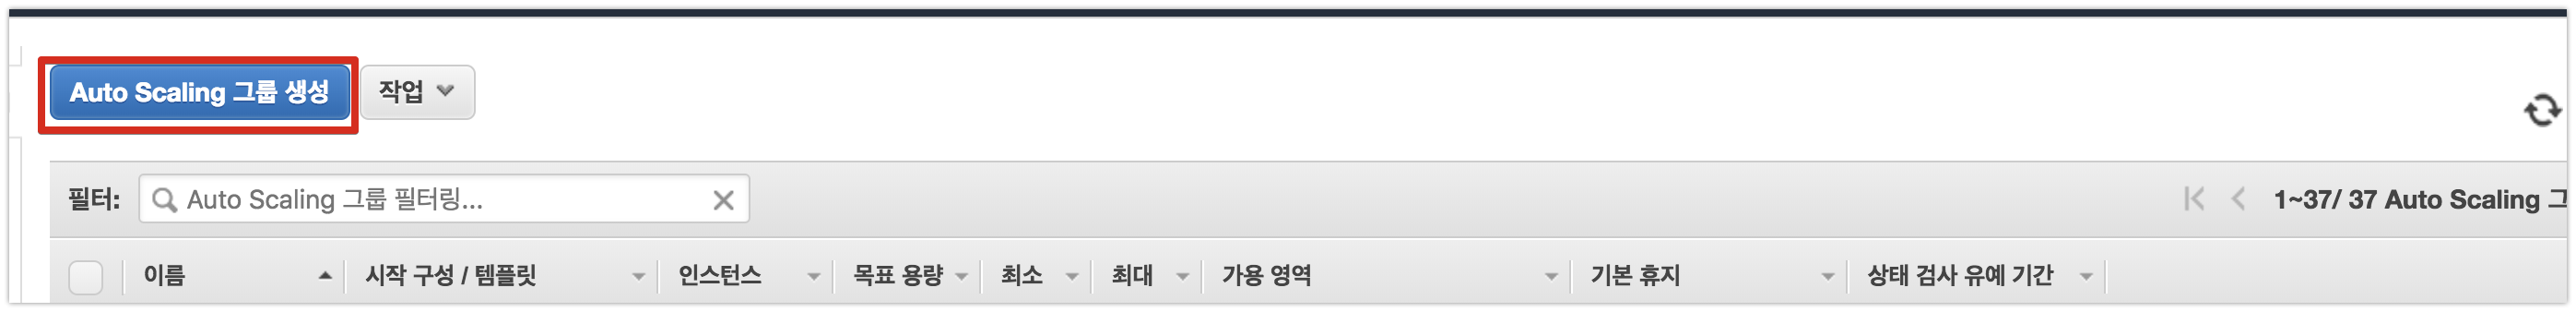 Auto Scaling 그룹 생성 작업
필터: Auto Scaling 그룹 필터링... 1~37/ 37 Auto Scaling
이름 시작 구성 / 템플릿 인스턴스 목표 용량 최소 최대 가용 영역 기본 휴지 상태 검사 유예 기간